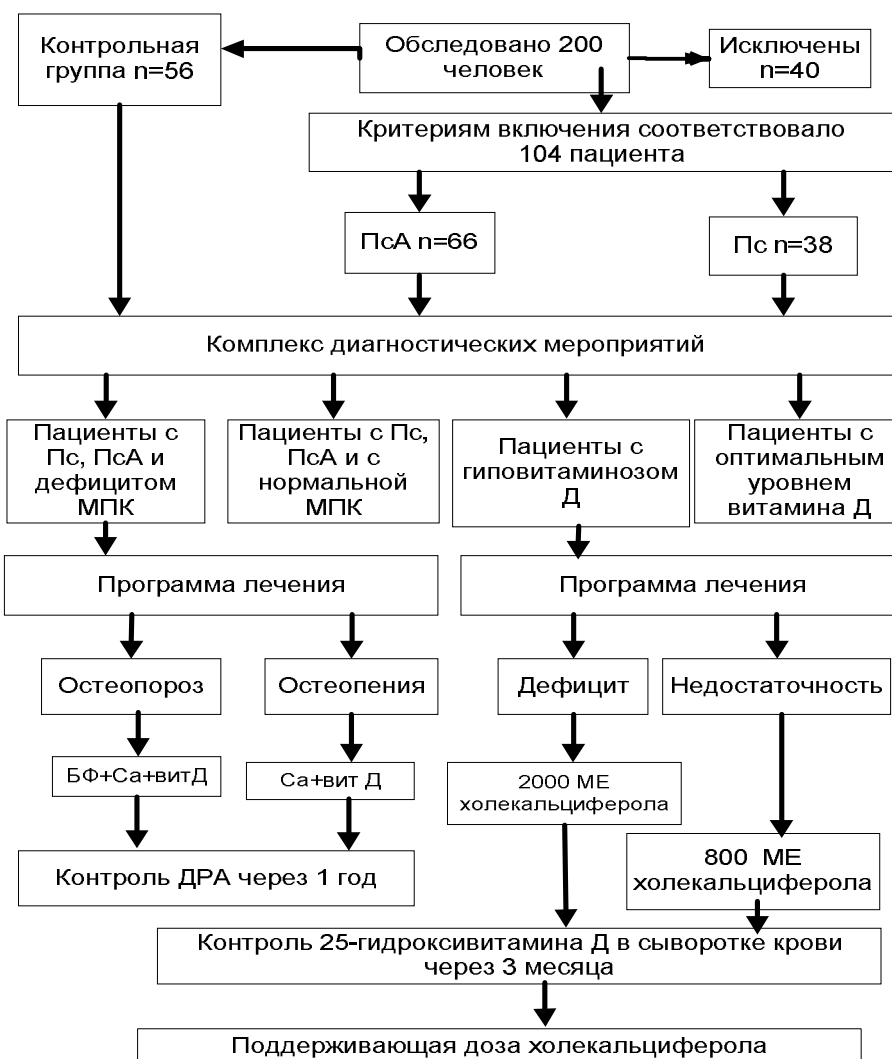 Контрольная
группа n=56
Обследовано 200
человек
Исключены
n=40
Критериям включения соответствовало
104 пациента
ПсА n=66
Пс n=38
Комплекс диагностических мероприятий
Пациенты с
Пс, ПсА и
дефицитом
МПК
Пациенты с Пс,
ПсА и с
нормальной
МПК
Пациенты с
гиповитаминозом
Д
Пациенты с
оптимальным
уровнем
витамина Д
Программа лечения
Программа лечения
Остеопороз
Остеопения
Дефицит
Недостаточность
БФ+Са+витД
Са+вит Д
2000 МЕ
холекальциферола
800 МЕ
холекальциферола
Контроль ДРА через 1 год
Контроль 25-гидроксивитамина Д в сыворотке крови
через 3 месяца
Поддерживающая доза холекальциферола